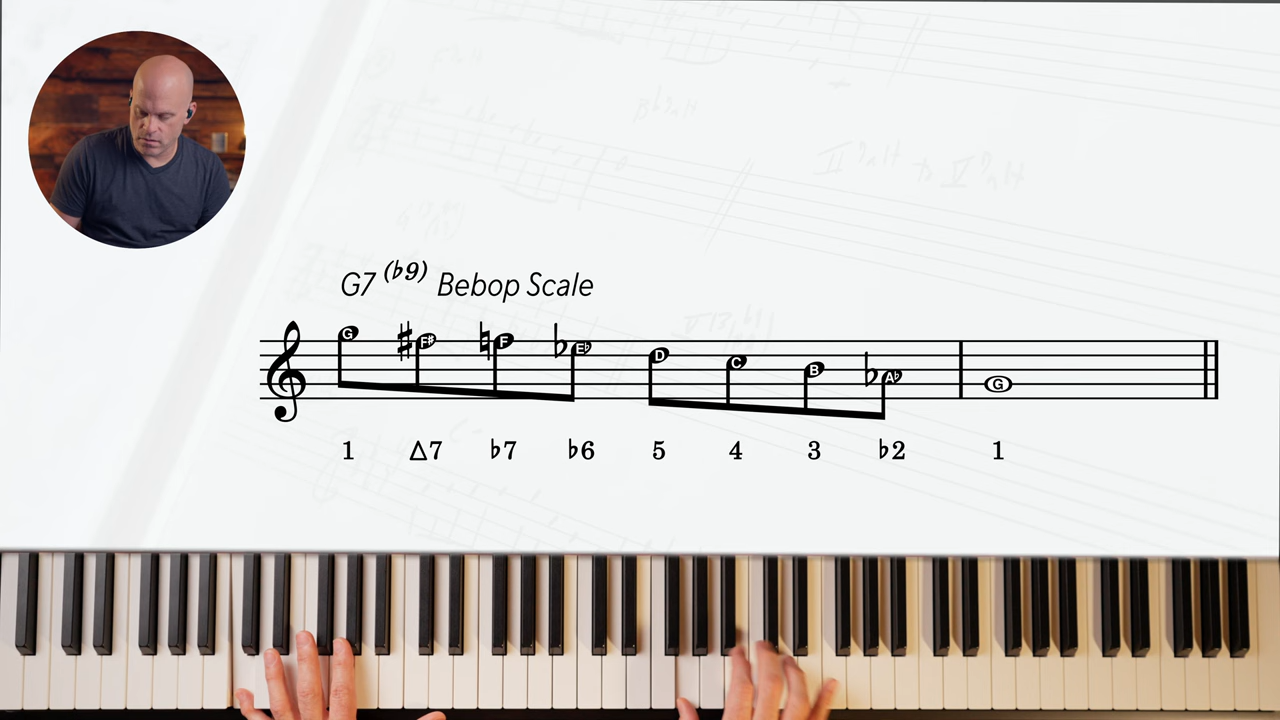 G7 (♭9) Bebop Scale
G F# F E♭ D C B A♭ G
1 Δ7 ♭7 ♭6 5 4 3 ♭2 1